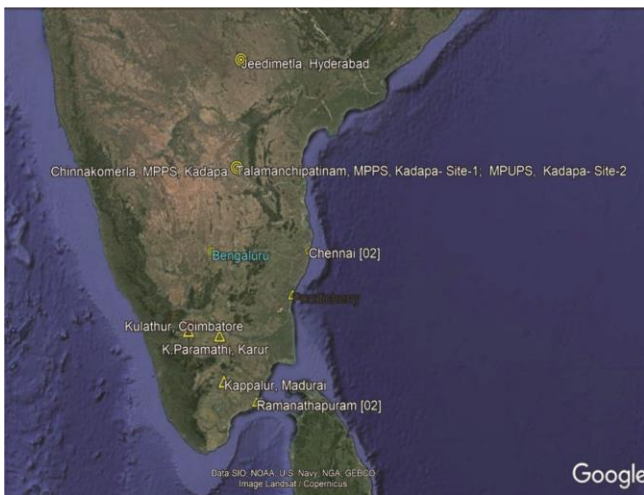 Jeedimetla, Hyderabad
Chinnakomerla, MPPS, Kadapa Talamanchipatinam, MPPS, Kadapa- Site-1; MPUPS, Kadapa- Site-2
Bengaluru
Chennai [02]
Pondicherry
Kulathur, Coimbatore
K.Paramathi, Karur
Kappalur, Madurai
Ramanathapuram [02]
Data SIO, NOAA, U.S. Navy, NGA, GEBCO
Image Landsat / Copernicus
Google